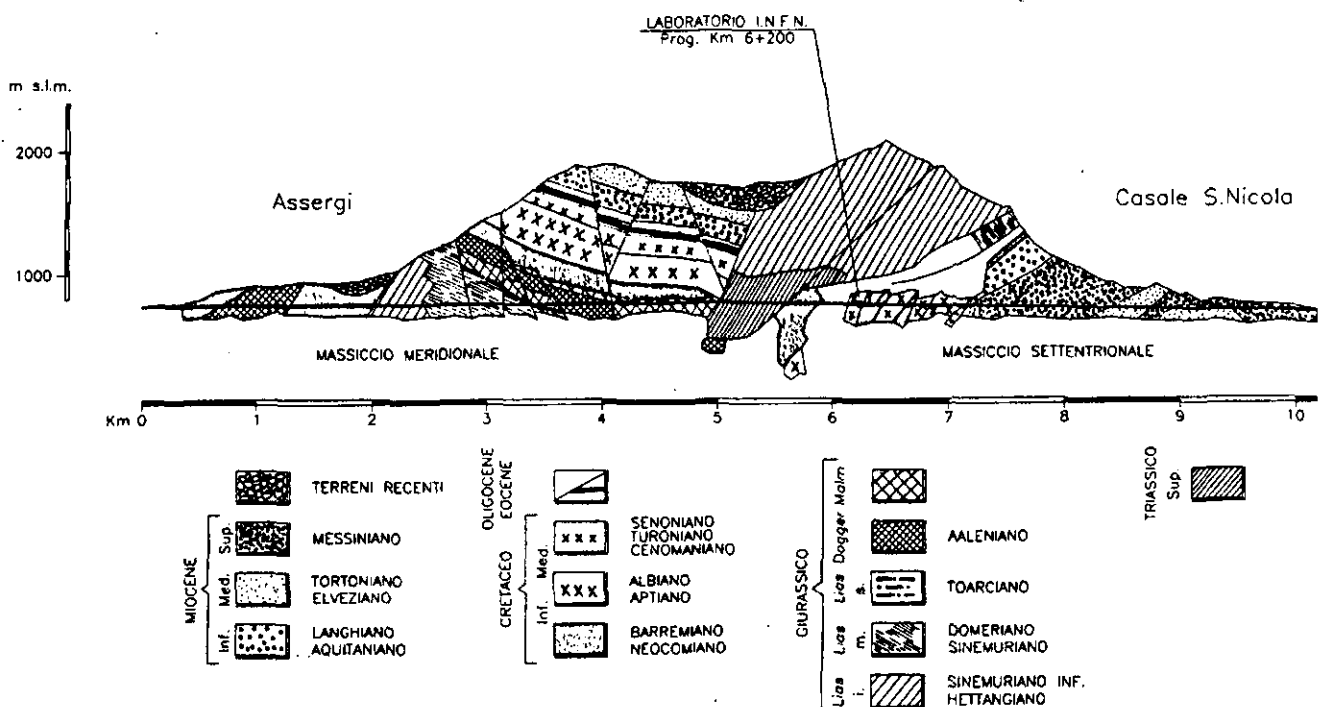 LABORATORIO I.N.F.N.
Prog. Km 6+200
m s.l.m.
2000
1000
Assergi
Casale S.Nicola
MASSICCIO MERIDIONALE
MASSICCIO SETTENTRIONALE
Km 0 1 2 3 4 5 6 7 8 9 10
TERRENI RECENTI
MIOCENE
Sup.
MESSINIANO
Med.
TORTONIANO
ELVEZIANO
Inf.
LANGHIANO
AQUITANIANO
OLIGOCENE
EOCENE
CRETACEO
Med.
SENONIANO
TURONIANO
CENOMANIANO
Inf.
ALBIANO
APTIANO
BARREMIANO
NEOCOMIANO
GIURASSICO
Malm
Dogger
AALENIANO
Lias s.
TOARCIANO
Lias m.
DOMERIANO
SINEMURIANO
Lias i.
SINEMURIANO INF.
HETTANGIANO
TRIASSICO
Sup.